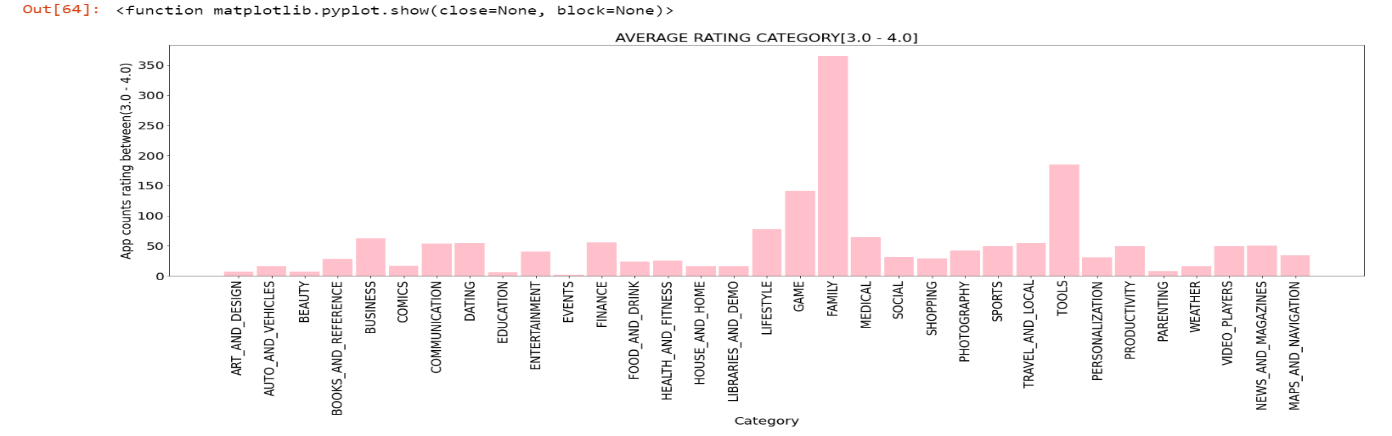 Out[64]: <function matplotlib.pyplot.show(close=None, block=None)>
AVERAGE RATING CATEGORY[3.0 - 4.0]
App counts rating between(3.0 - 4.0)
350
300
250
200
150
100
50
0
ART_AND_DESIGN
AUTO_AND_VEHICLES
BEAUTY
BOOKS_AND_REFERENCE
BUSINESS
COMICS
COMMUNICATION
DATING
EDUCATION
ENTERTAINMENT
EVENTS
FINANCE
FOOD_AND_DRINK
HEALTH_AND_FITNESS
HOUSE_AND_HOME
LIBRARIES_AND_DEMO
LIFESTYLE
GAME
FAMILY
MEDICAL
SOCIAL
SHOPPING
PHOTOGRAPHY
SPORTS
TRAVEL_AND_LOCAL
TOOLS
PERSONALIZATION
PRODUCTIVITY
PARENTING
WEATHER
VIDEO_PLAYERS
NEWS_AND_MAGAZINES
MAPS_AND_NAVIGATION
Category